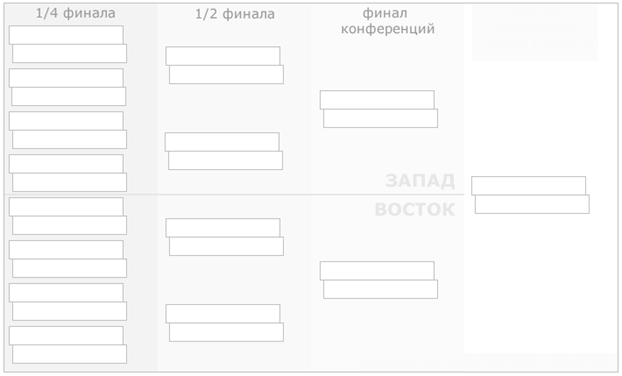 1/4 финала
1/2 финала
финал
конференций
ЗАПАД
ВОСТОК